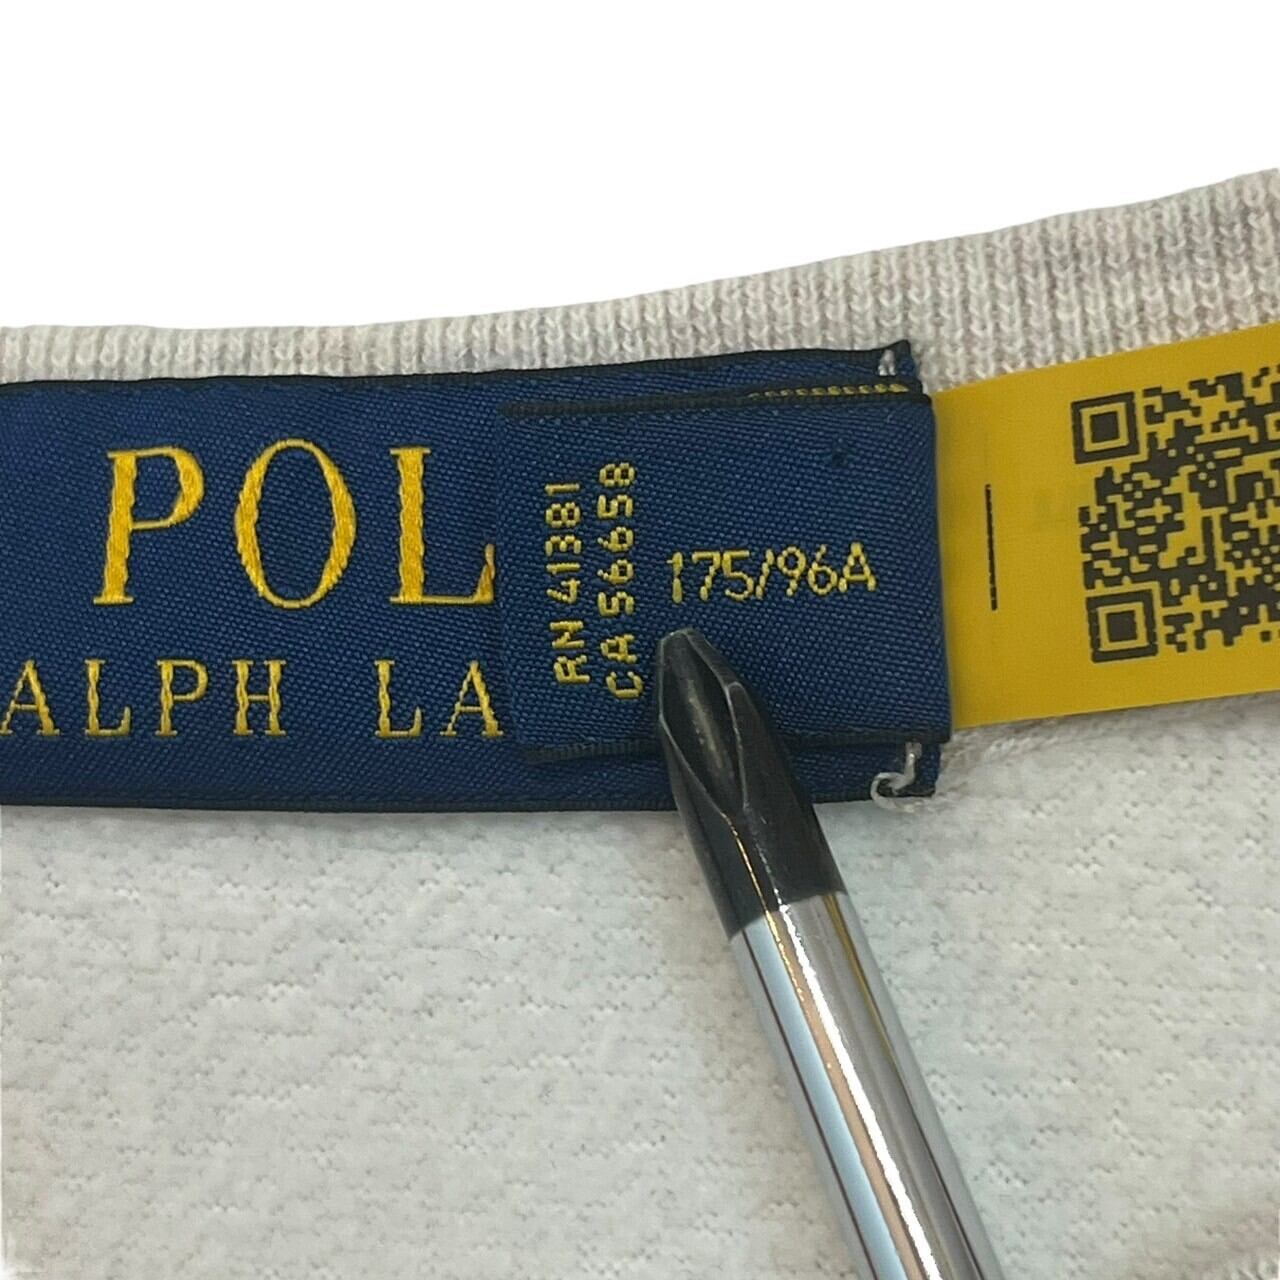 POL
ALPH LA
RN 41381
CA 56658
175/96A